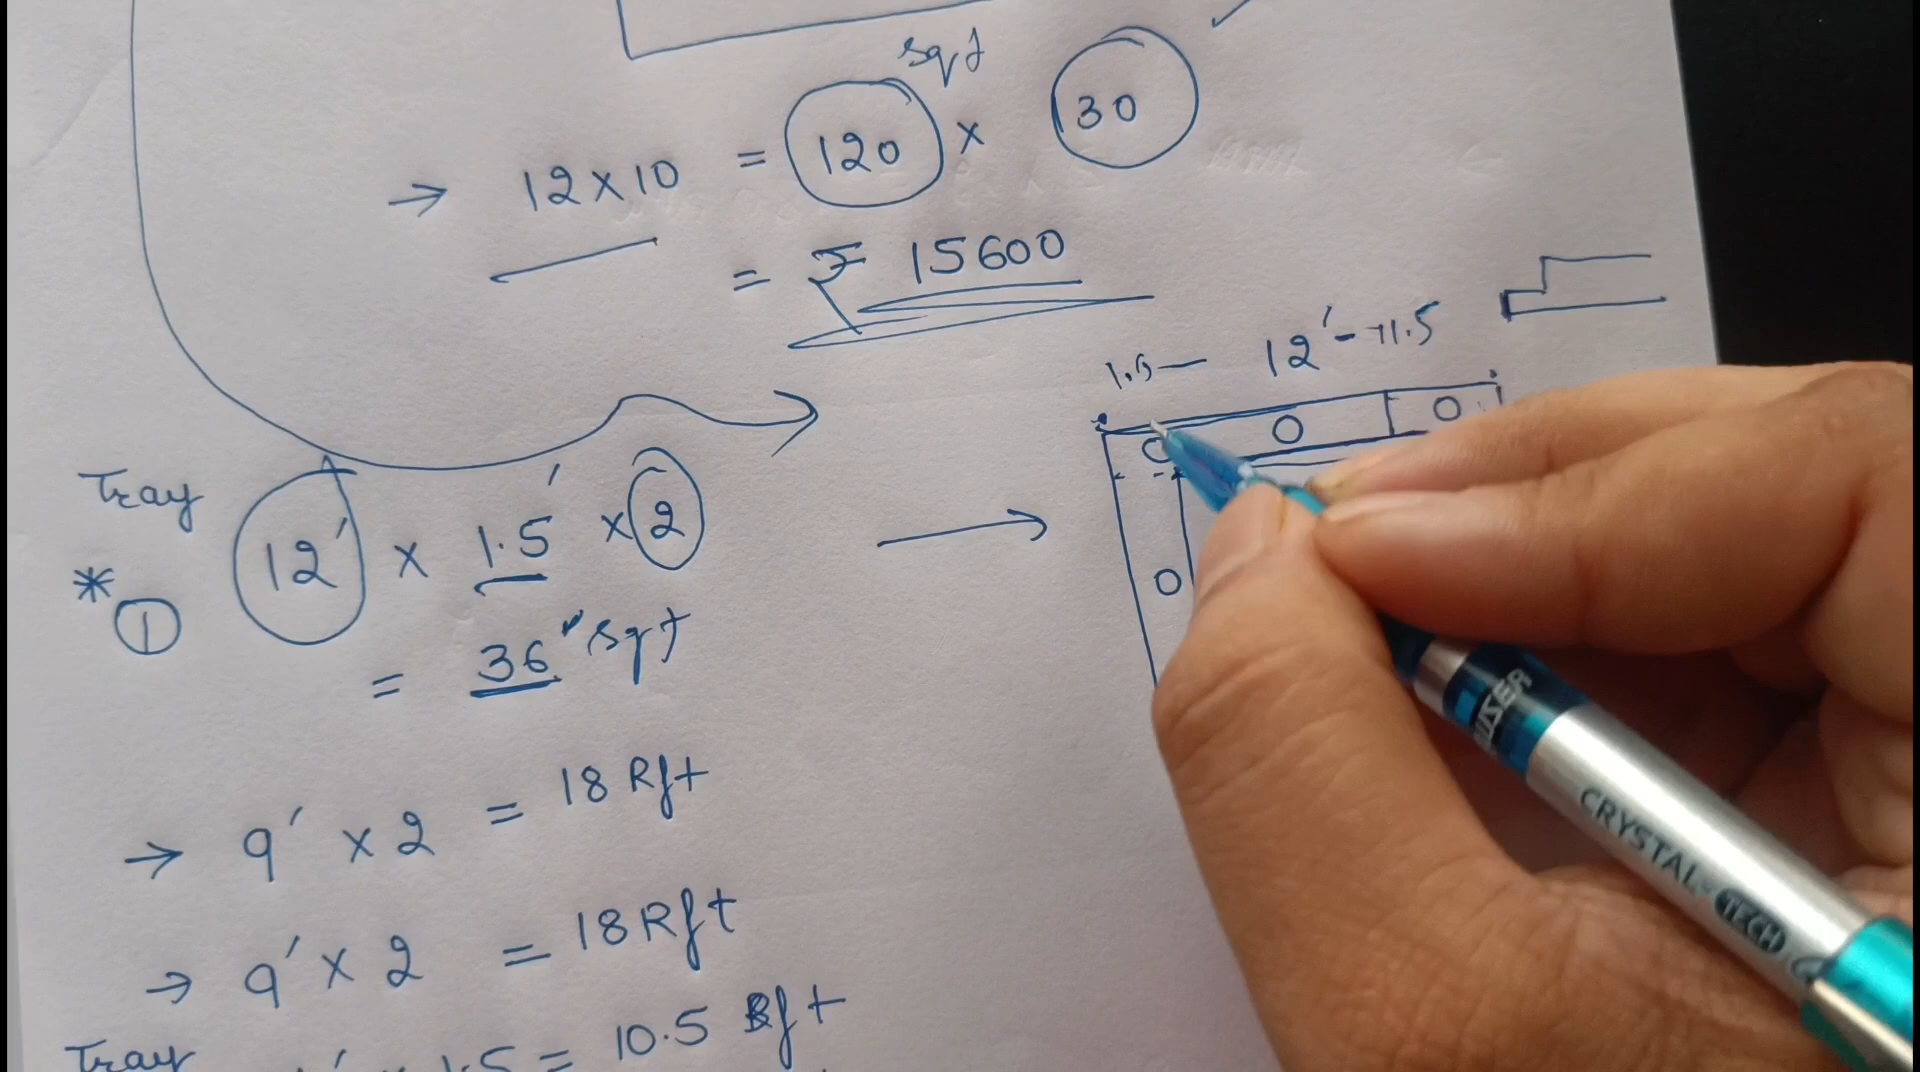 sqft
→ 12 x 10 = 120 x 30
= ₹ 15600
1.5 — 12' - 1.5
Tray
* ① 12' x 1.5' x 2
= 36 sqft
→ 9' x 2 = 18 Rft
→ 9' x 2 = 18 Rft
10.5 Rft
Tray x 1.5 =
USER
CRYSTAL-TECH